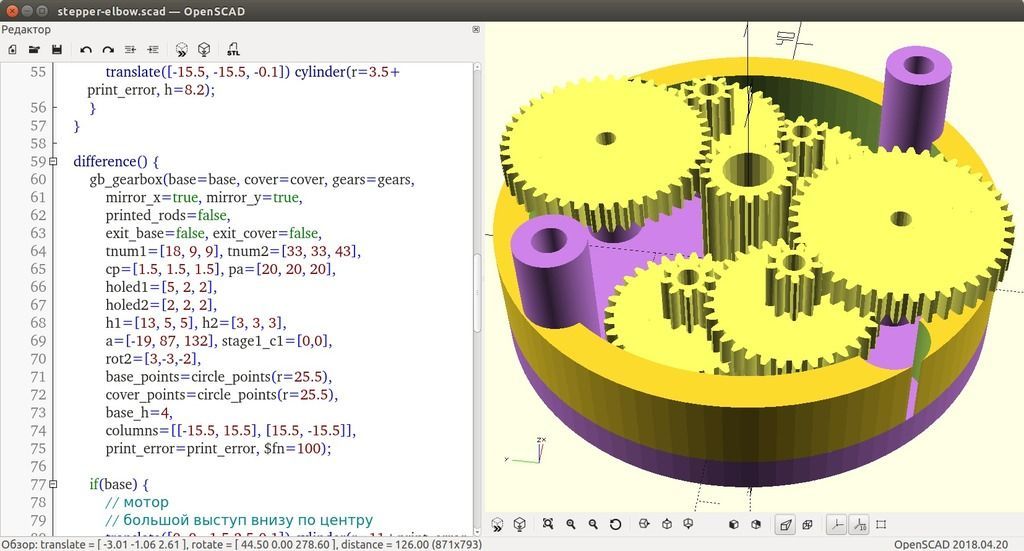 stepper-elbow.scad — OpenSCAD
Редактор
STL
55 translate([-15.5, -15.5, -0.1]) cylinder(r=3.5+
print_error, h=8.2);
56 }
57 }
58
59 difference() {
60 gb_gearbox(base=base, cover=cover, gears=gears,
61 mirror_x=true, mirror_y=true,
62 printed_rods=false,
63 exit_base=false, exit_cover=false,
64 tnum1=[18, 9, 9], tnum2=[33, 33, 43],
65 cp=[1.5, 1.5, 1.5], pa=[20, 20, 20],
66 holed1=[5, 2, 2],
67 holed2=[2, 2, 2],
68 h1=[13, 5, 5], h2=[3, 3, 3],
69 a=[-19, 87, 132], stage1_c1=[0,0],
70 rot2=[3,-3,-2],
71 base_points=circle_points(r=25.5),
72 cover_points=circle_points(r=25.5),
73 base_h=4,
74 columns=[[-15.5, 15.5], [15.5, -15.5]],
75 print_error=print_error, $fn=100);
76
77 if(base) {
78 // мотор
79 // большой выступ внизу по центру
Обзор: translate = [ -3.01 -1.06 2.61 ], rotate = [ 44.50 0.00 278.60 ], distance = 126.00 (871x793)
OpenSCAD 2018.04.20